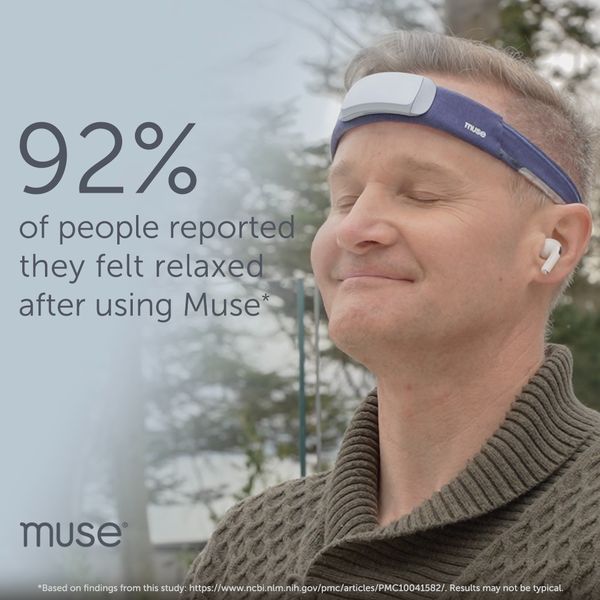 92%
of people reported
they felt relaxed
after using Muse*
muse
muse®
*Based on findings from this study: https://www.ncbi.nlm.nih.gov/pmc/articles/PMC10041582/. Results may not be typical.